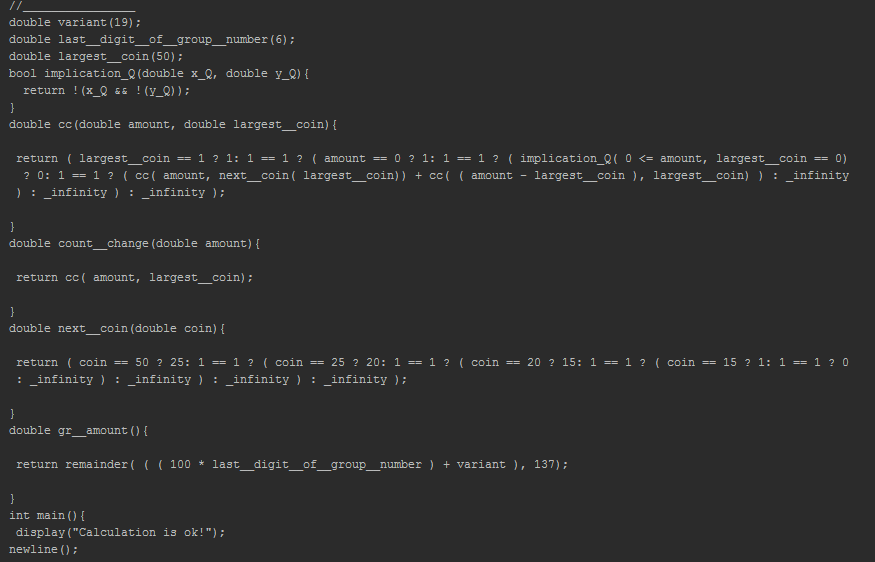 //________________
double variant(19);
double last__digit__of__group__number(6);
double largest__coin(50);
bool implication_Q(double x_Q, double y_Q){
  return !(x_Q && !(y_Q));
}
double cc(double amount, double largest__coin){
 return ( largest__coin == 1 ? 1: 1 == 1 ? ( amount == 0 ? 1: 1 == 1 ? ( implication_Q( 0 <= amount, largest__coin == 0)
  ? 0: 1 == 1 ? ( cc( amount, next__coin( largest__coin)) + cc( ( amount - largest__coin ), largest__coin) ) : _infinity
 ) : _infinity ) : _infinity );
}
double count__change(double amount){
 return cc( amount, largest__coin);
}
double next__coin(double coin){
 return ( coin == 50 ? 25: 1 == 1 ? ( coin == 25 ? 20: 1 == 1 ? ( coin == 20 ? 15: 1 == 1 ? ( coin == 15 ? 1: 1 == 1 ? 0
 : _infinity ) : _infinity ) : _infinity ) : _infinity );
}
double gr__amount(){
 return remainder( ( ( 100 * last__digit__of__group__number ) + variant ), 137);
}
int main(){
 display("Calculation is ok!");
newline();